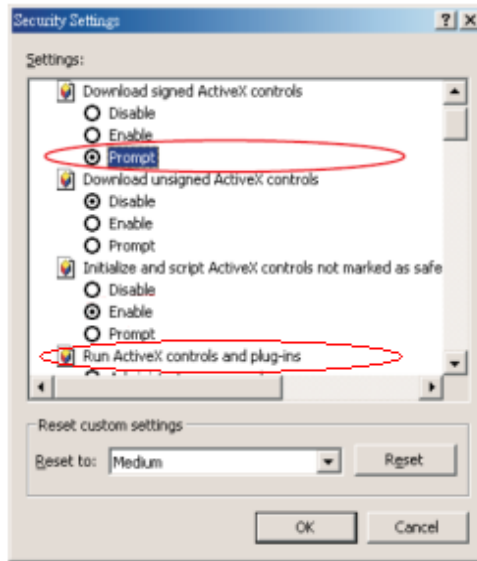 Security Settings
Settings:
Download signed ActiveX controls
Disable
Enable
Prompt
Download unsigned ActiveX controls
Disable
Enable
Prompt
Initialize and script ActiveX controls not marked as safe
Disable
Enable
Prompt
Run ActiveX controls and plug-ins
Reset custom settings
Reset to:
Medium
Reset
OK
Cancel